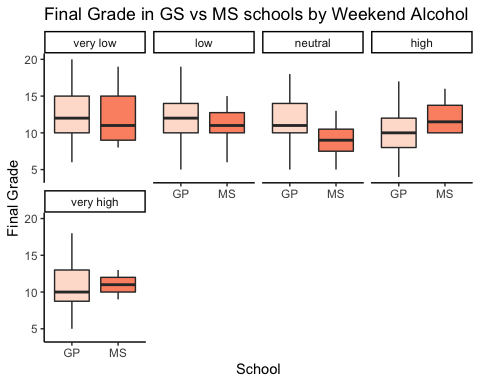 Final Grade in GS vs MS schools by Weekend Alcohol
very low low neutral high
20
15
10
5
GP MS GP MS GP MS
very high
20
15
10
5
GP MS
Final Grade
School